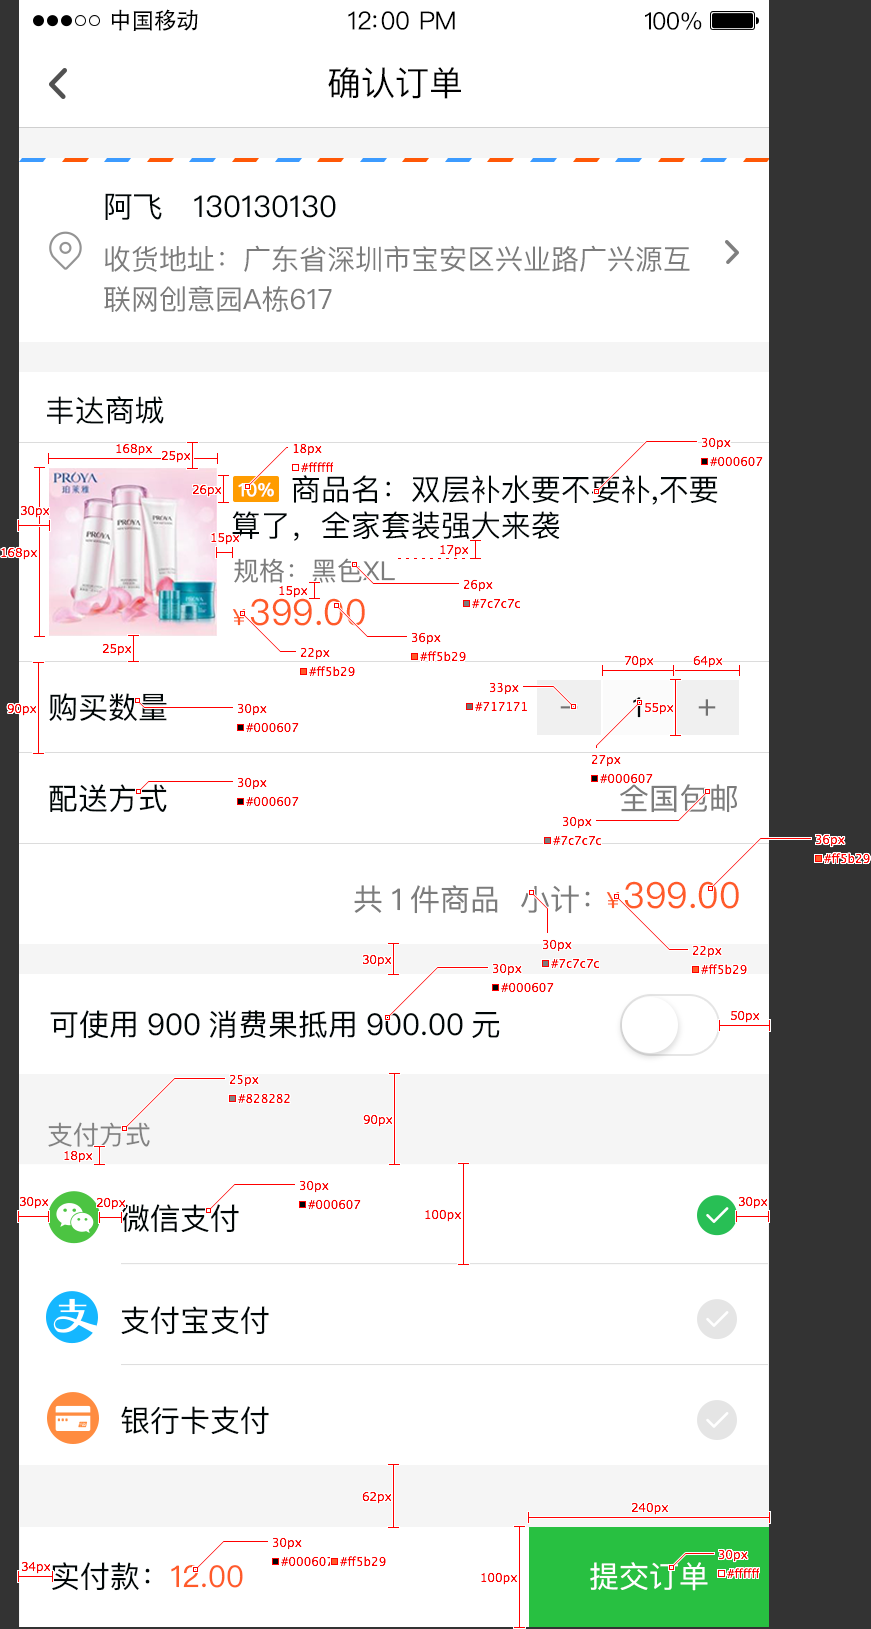 中国移动 12:00 PM 100%
确认订单
阿飞 130130130
收货地址：广东省深圳市宝安区兴业路广兴源互
联网创意园A栋617
丰达商城
168px 25px 18px #ffffff 30px #000607
PROYA
珀莱雅
26px 10% 商品名：双层补水要不要补,不要
30px 15px 算了，全家套装强大来袭
168px 17px
规格：黑色XL
15px 26px #7c7c7c
¥399.00
36px #ff5b29
25px 22px #ff5b29
70px 64px
90px 购买数量 30px #000607 33px #717171 - 1 55px +
27px #000607
配送方式 30px #000607 全国包邮
30px #7c7c7c
36px #ff5b29
共 1 件商品 小计：¥399.00
30px 30px #7c7c7c 22px #ff5b29
30px #000607
可使用 900 消费果抵用 900.00 元 50px
25px #828282
90px
支付方式
18px
30px 20px 微信支付 30px #000607 100px 30px
支付宝支付
银行卡支付
62px
240px
34px 实付款：12.00 30px #000607 #ff5b29 100px 提交订单 30px #ffffff